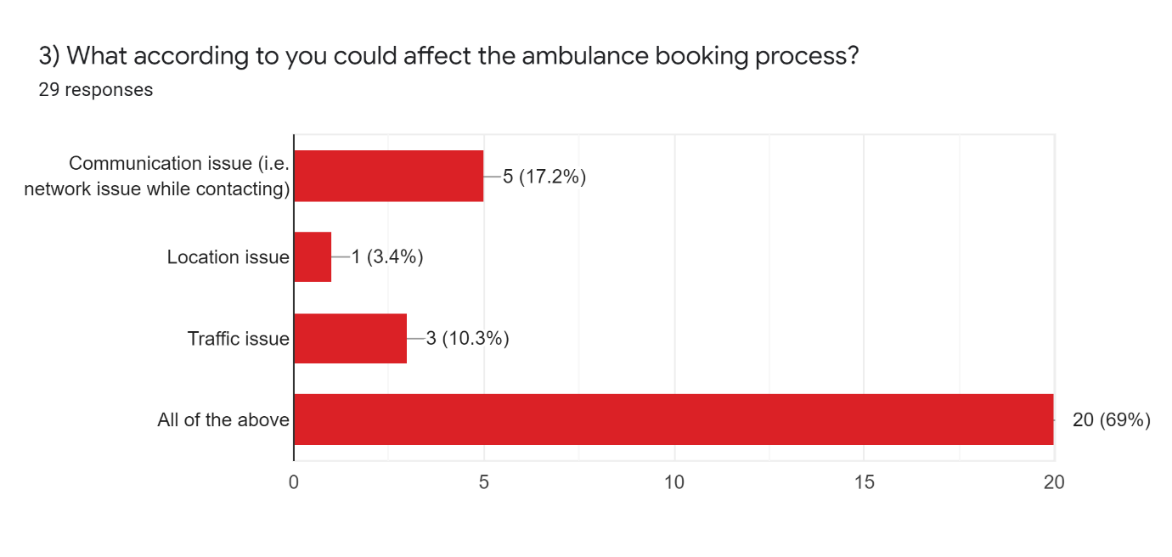 3) What according to you could affect the ambulance booking process?
29 responses
Communication issue (i.e.
network issue while contacting)
5 (17.2%)
Location issue
1 (3.4%)
Traffic issue
3 (10.3%)
All of the above
20 (69%)
0
5
10
15
20